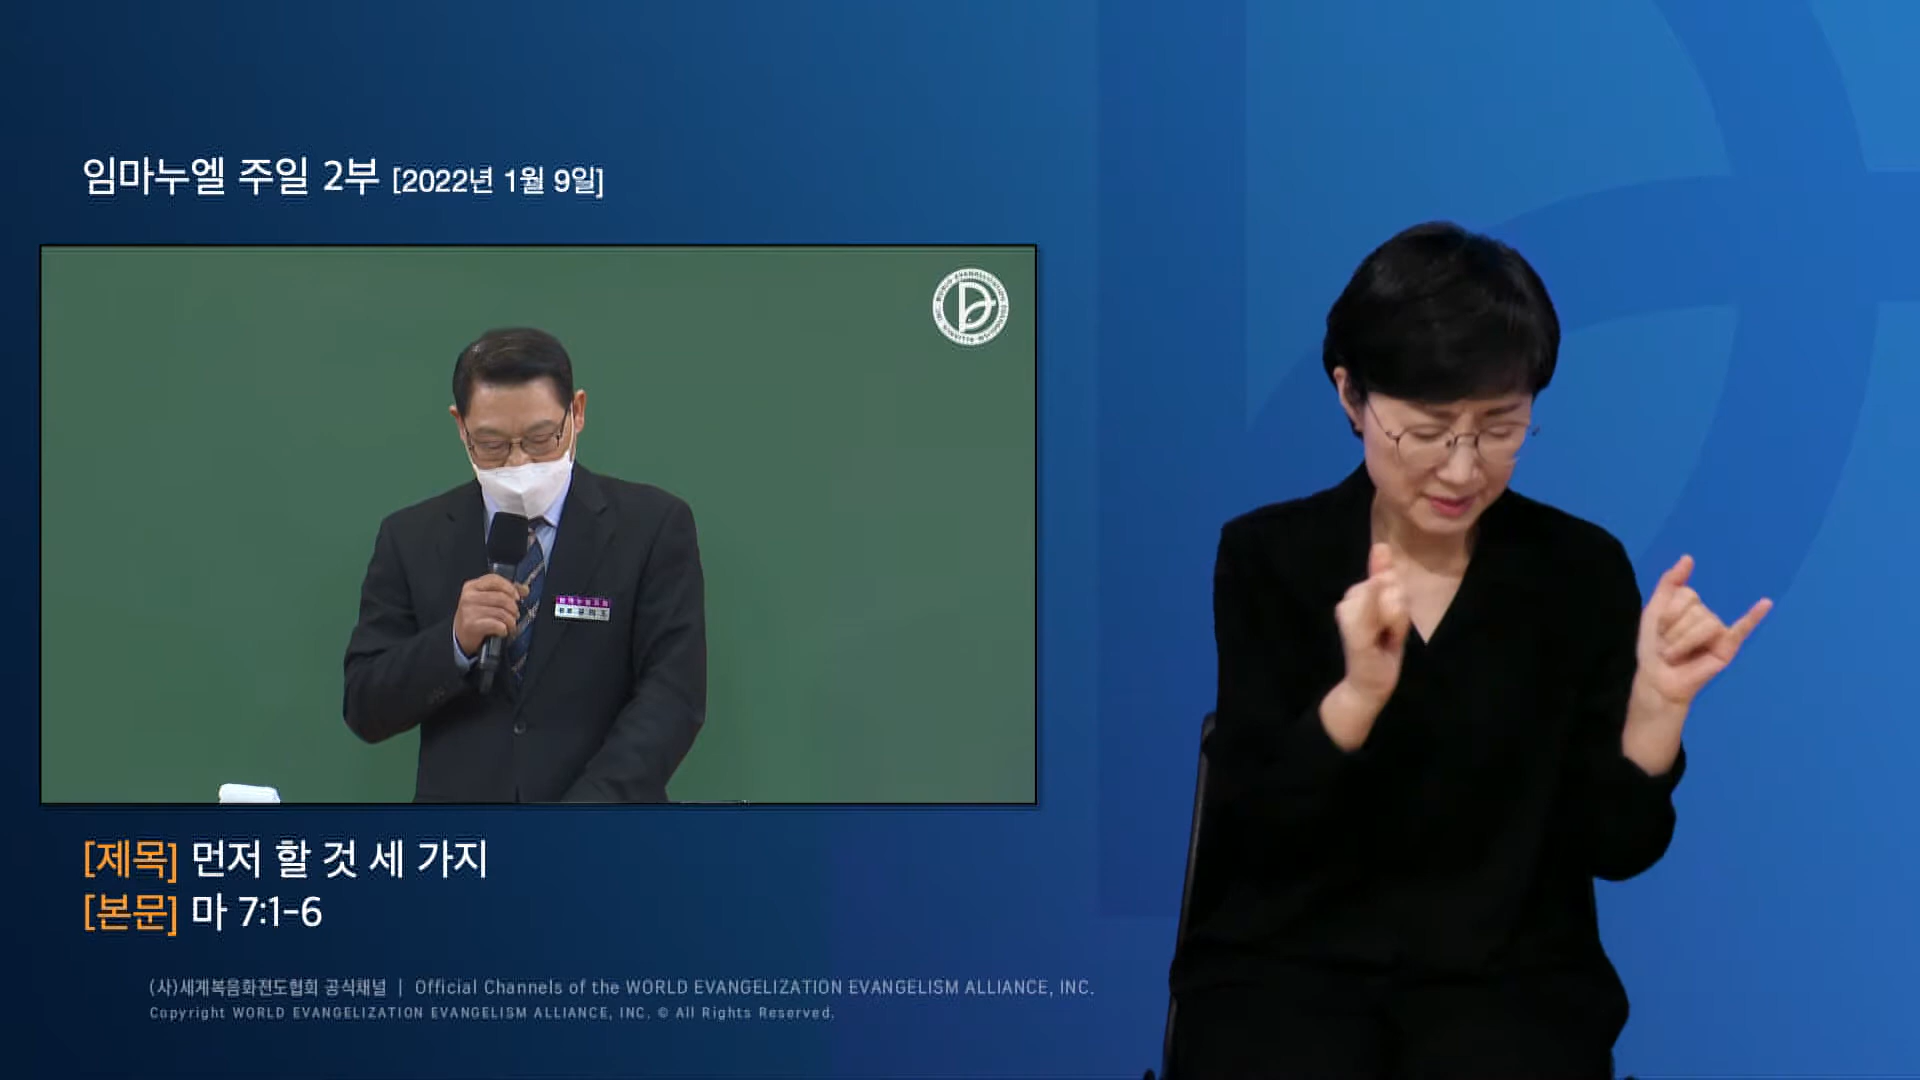 임마누엘 주일 2부 [2022년 1월 9일]
[제목] 먼저 할 것 세 가지
[본문] 마 7:1-6
(사)세계복음화전도협회 공식채널 | Official Channels of the WORLD EVANGELIZATION EVANGELISM ALLIANCE, INC.
Copyright WORLD EVANGELIZATION EVANGELISM ALLIANCE, INC. © All Rights Reserved.